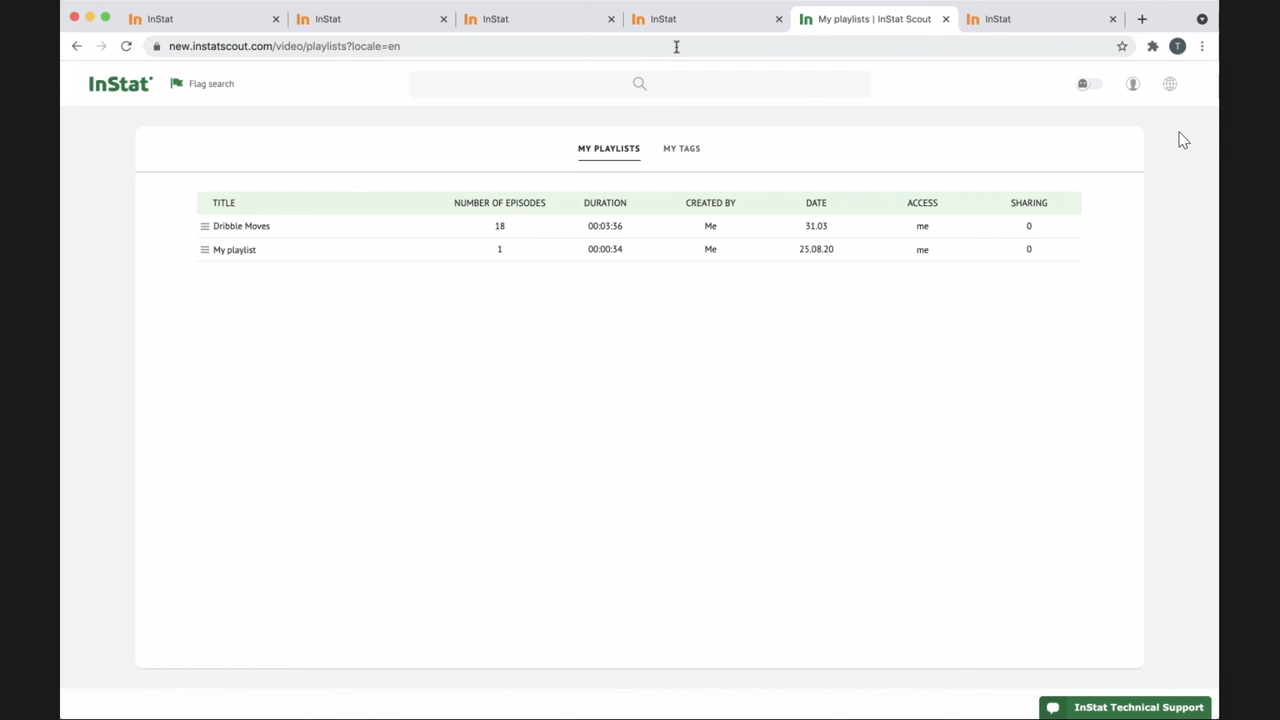 InStat InStat InStat InStat My playlists | InStat Scout InStat
new.instatscout.com/video/playlists?locale=en T
InStat Flag search
MY PLAYLISTS MY TAGS
TITLE NUMBER OF EPISODES DURATION CREATED BY DATE ACCESS SHARING
Dribble Moves 18 00:03:36 Me 31.03 me 0
My playlist 1 00:00:34 Me 25.08.20 me 0
InStat Technical Support